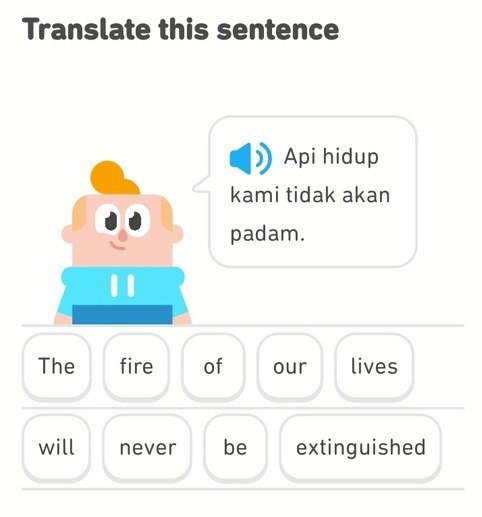 Translate this sentence
Api hidup
kami tidak akan
padam.
The fire of our lives
will never be extinguished